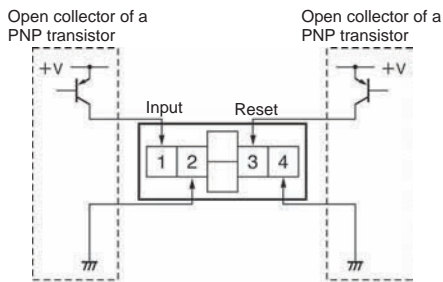 Open collector of a
PNP transistor
Open collector of a
PNP transistor
+V
+V
Input
Reset
1 2 3 4